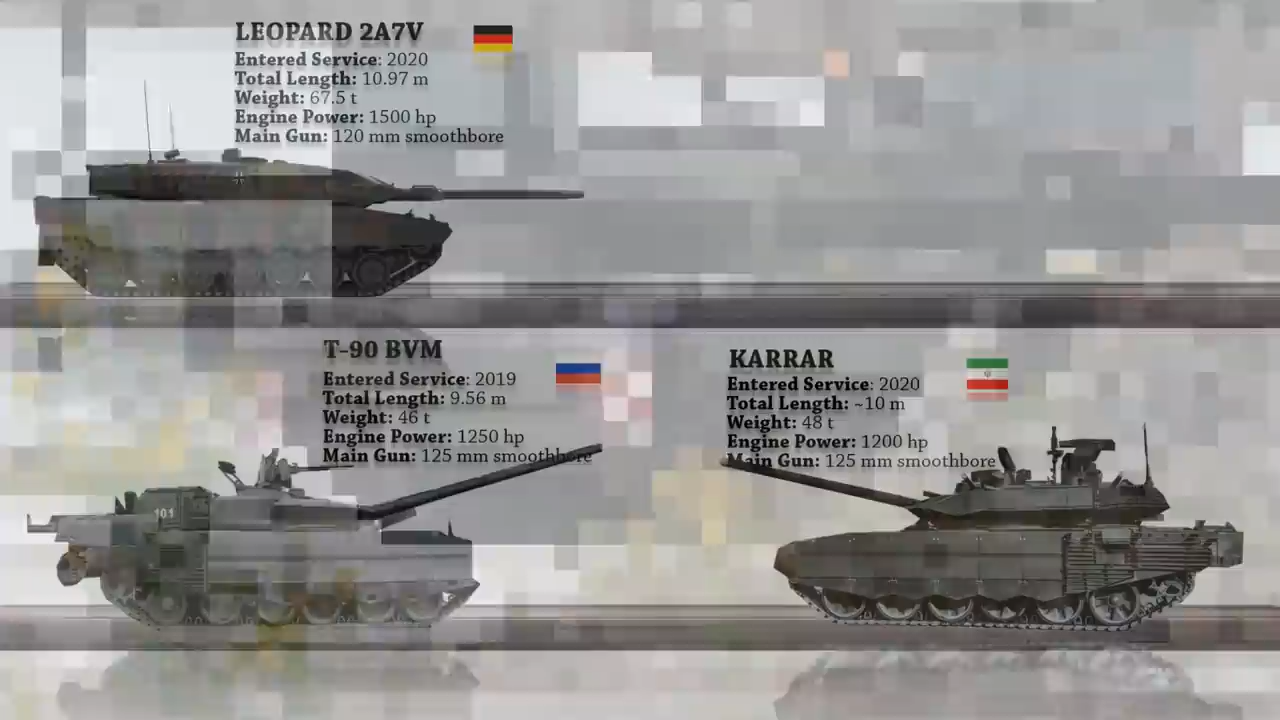 LEOPARD 2A7V
Entered Service: 2020
Total Length: 10.97 m
Weight: 67.5 t
Engine Power: 1500 hp
Main Gun: 120 mm smoothbore
T-90 BVM
Entered Service: 2019
Total Length: 9.56 m
Weight: 46 t
Engine Power: 1250 hp
Main Gun: 125 mm smoothbore
101
KARRAR
Entered Service: 2020
Total Length: ~10 m
Weight: 48 t
Engine Power: 1200 hp
Main Gun: 125 mm smoothbore